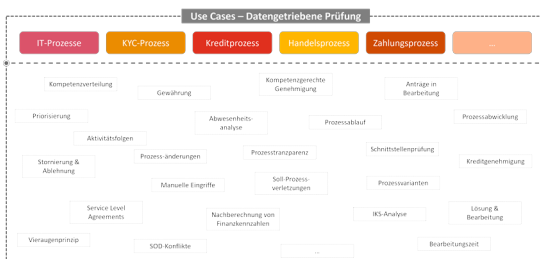 Use Cases – Datengetriebene Prüfung
IT-Prozesse
KYC-Prozess
Kreditprozess
Handelsprozess
Zahlungsprozess
...
Kompetenzverteilung
Gewährung
Kompetenzgerechte
Genehmigung
Anträge in
Bearbeitung
Priorisierung
Abwesenheits-
analyse
Prozessablauf
Prozessabwicklung
Aktivitätsfolgen
Stornierung &
Ablehnung
Prozess-änderungen
Prozesstranzparenz
Schnittstellenprüfung
Kreditgenehmigung
Manuelle Eingriffe
Soll-Prozess-
verletzungen
Prozessvarianten
Service Level
Agreements
Nachberechnung von
Finanzkennzahlen
IKS-Analyse
Lösung &
Bearbeitung
Vieraugenprinzip
SOD-Konflikte
...
Bearbeitungszeit